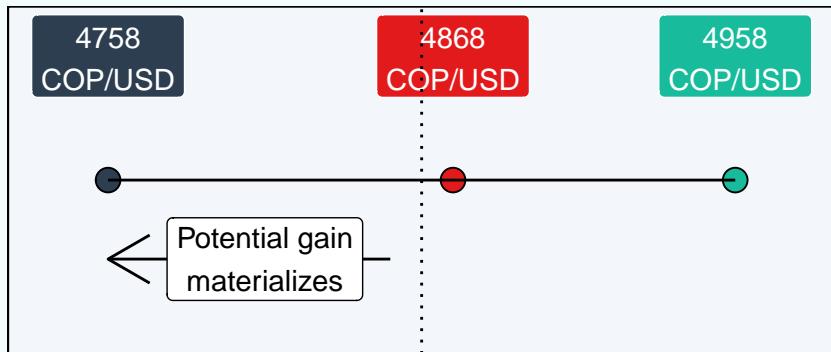 4758
COP/USD
4868
COP/USD
4958
COP/USD
Potential gain
materializes